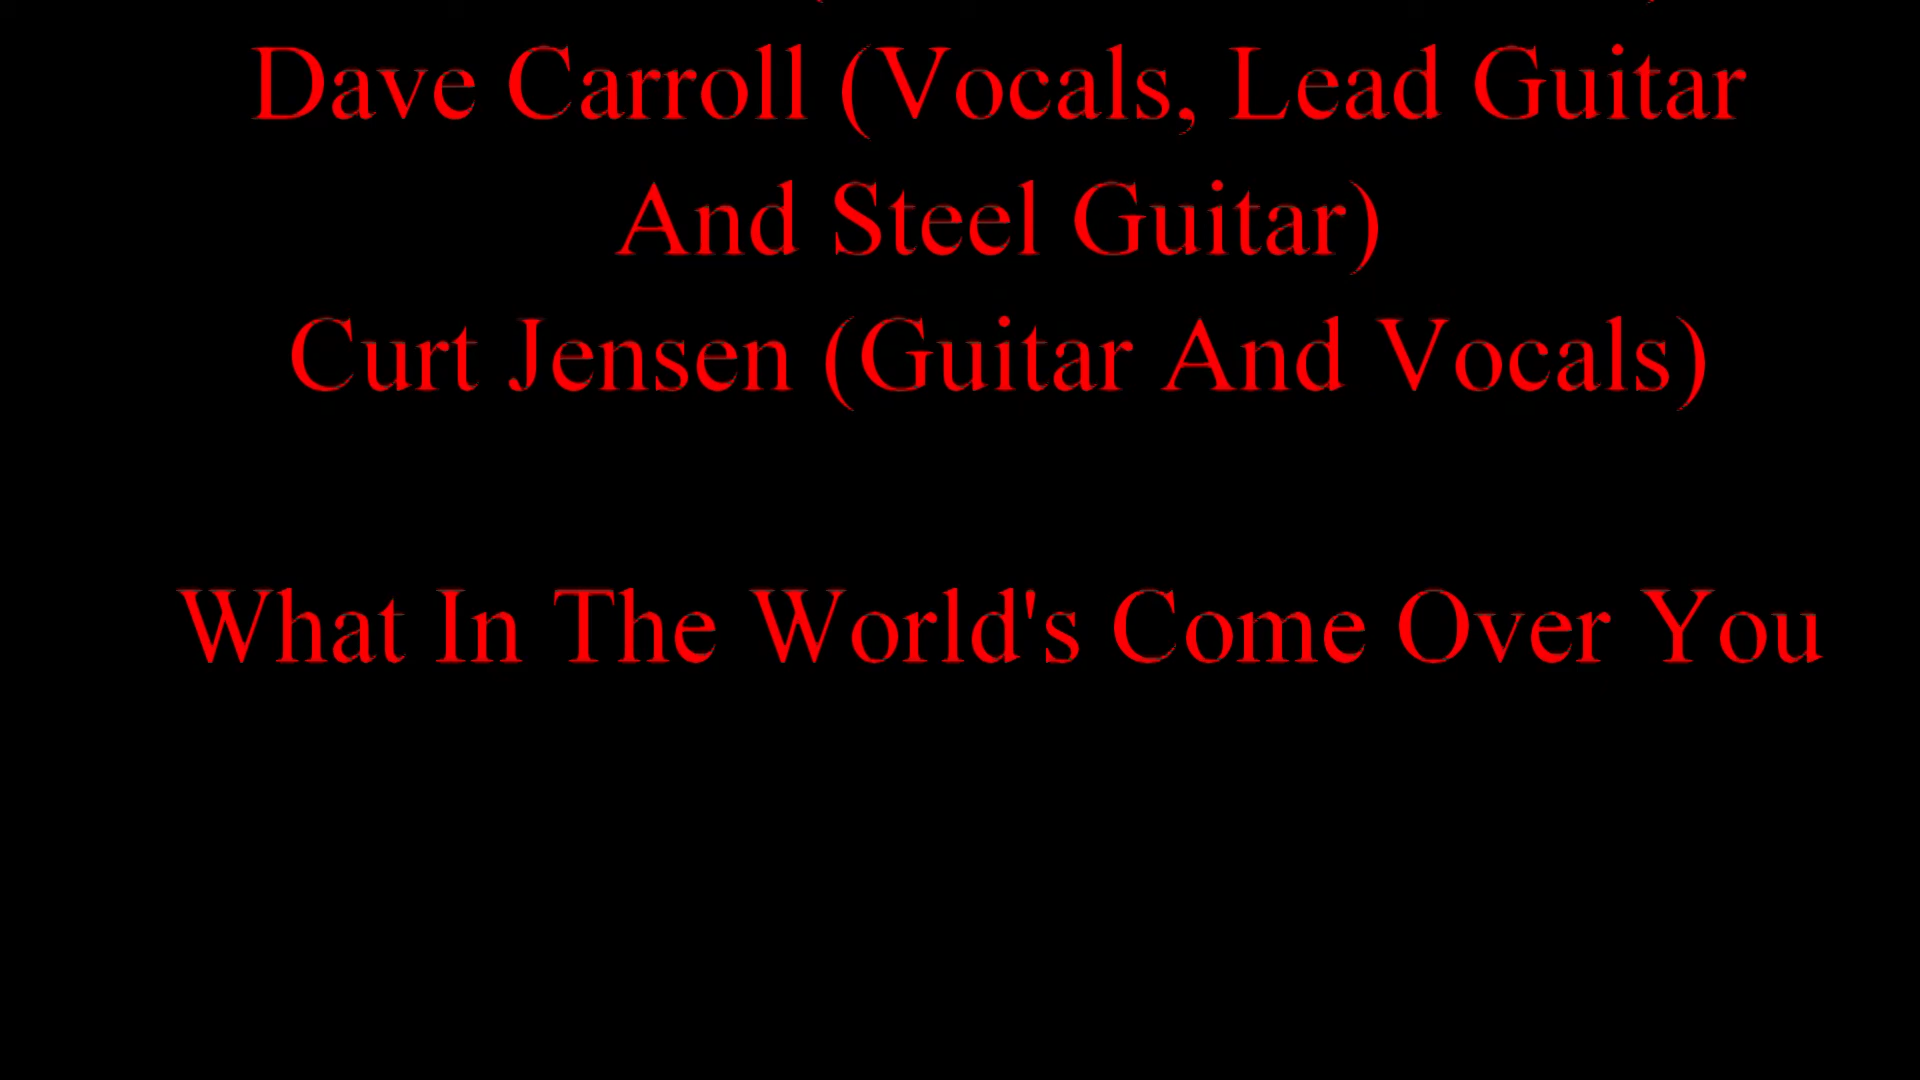 Dave Carroll (Vocals, Lead Guitar
And Steel Guitar)
Curt Jensen (Guitar And Vocals)
What In The World's Come Over You